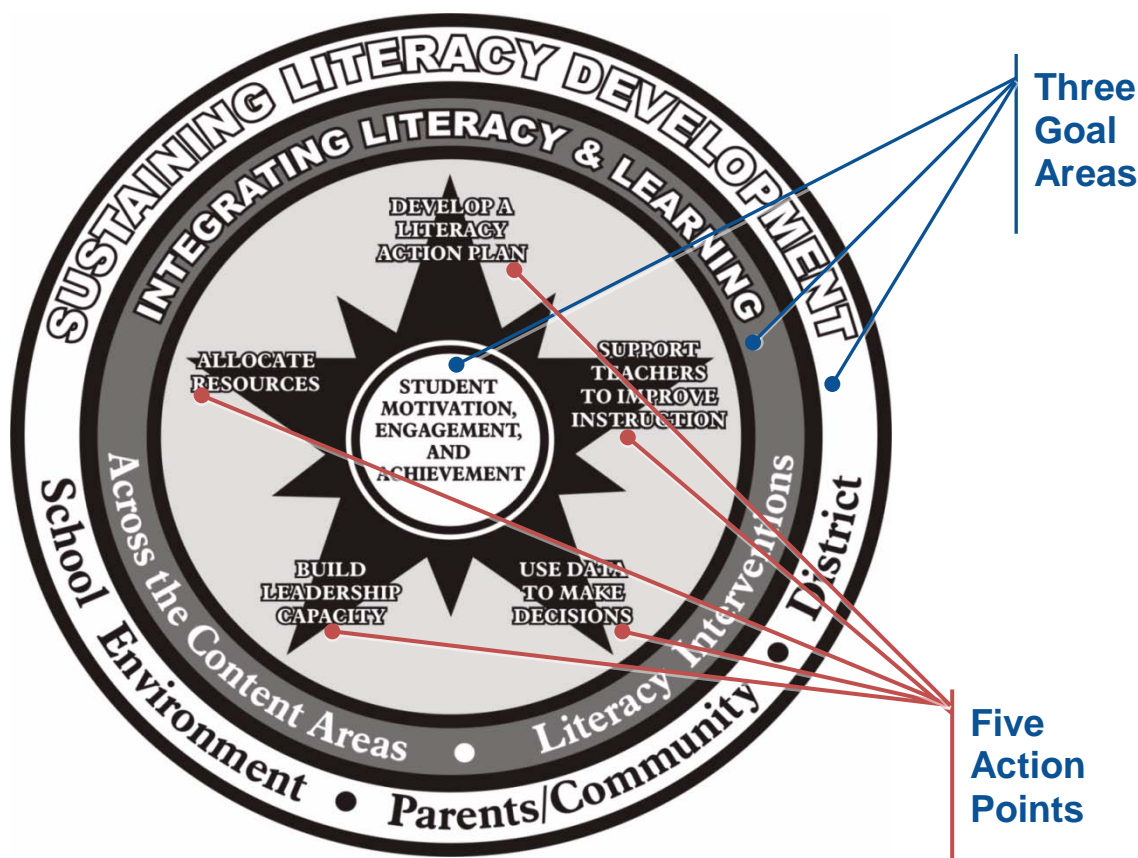 SUSTAINING LITERACY DEVELOPMENT
INTEGRATING LITERACY & LEARNING
DEVELOP A
LITERACY
ACTION PLAN
ALLOCATE
RESOURCES
SUPPORT
TEACHERS
TO IMPROVE
INSTRUCTION
STUDENT
MOTIVATION,
ENGAGEMENT,
AND
ACHIEVEMENT
BUILD
LEADERSHIP
CAPACITY
USE DATA
TO MAKE
DECISIONS
Across the Content Areas • Literacy Interventions
School Environment • Parents/Community • District
Three
Goal
Areas
Five
Action
Points